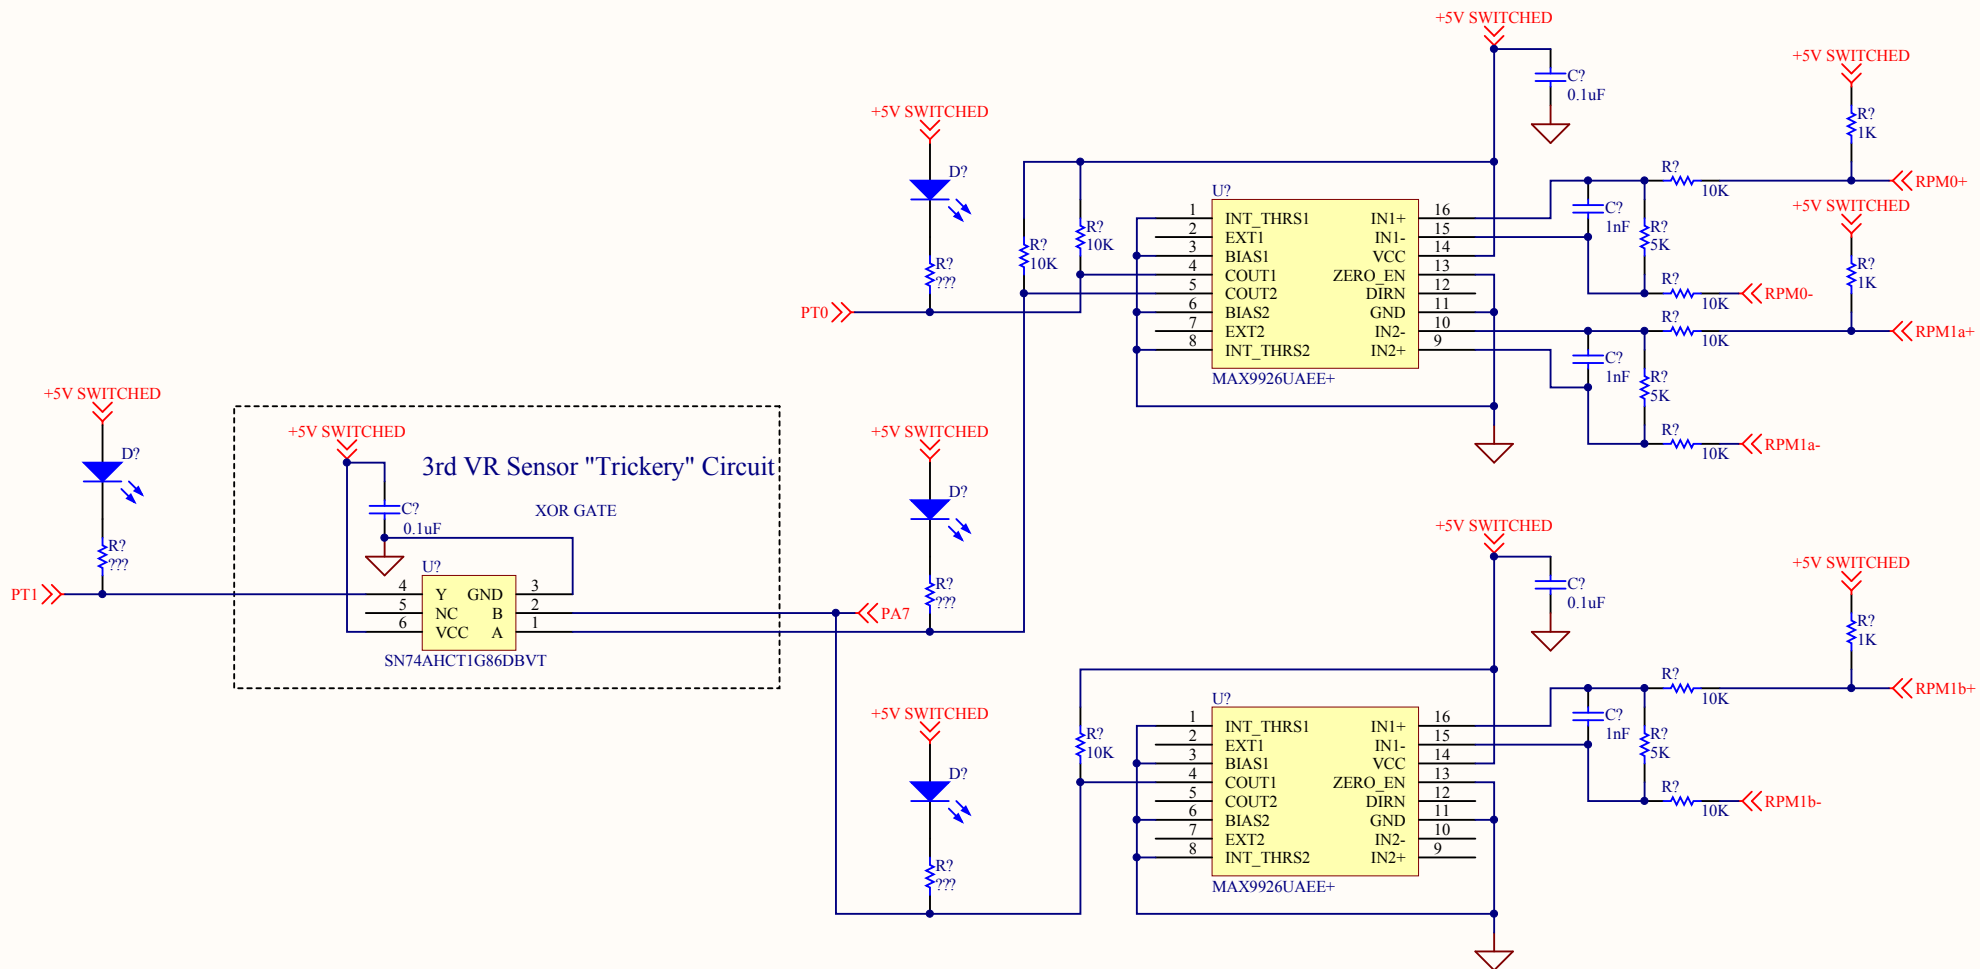 +5V SWITCHED
C?
0.1uF
+5V SWITCHED
R?
1K
RPM0+
+5V SWITCHED
D?
R?
???
PT0
R?
10K
R?
10K
U?
1 INT_THRS1 IN1+ 16
2 EXT1 IN1- 15
3 BIAS1 VCC 14
4 COUT1 ZERO_EN 13
5 COUT2 DIRN 12
6 BIAS2 GND 11
7 EXT2 IN2- 10
8 INT_THRS2 IN2+ 9
MAX9926UAEE+
R?
10K
C?
1nF
R?
5K
R?
10K
RPM0-
+5V SWITCHED
R?
1K
R?
10K
RPM1a+
C?
1nF
R?
5K
R?
10K
RPM1a-
+5V SWITCHED
D?
R?
???
PT1
+5V SWITCHED
3rd VR Sensor "Trickery" Circuit
C?
0.1uF
XOR GATE
U?
4 Y GND 3
5 NC B 2
6 VCC A 1
SN74AHCT1G86DBVT
+5V SWITCHED
D?
R?
???
PA7
+5V SWITCHED
D?
R?
???
+5V SWITCHED
C?
0.1uF
R?
10K
U?
1 INT_THRS1 IN1+ 16
2 EXT1 IN1- 15
3 BIAS1 VCC 14
4 COUT1 ZERO_EN 13
5 COUT2 DIRN 12
6 BIAS2 GND 11
7 EXT2 IN2- 10
8 INT_THRS2 IN2+ 9
MAX9926UAEE+
+5V SWITCHED
R?
1K
R?
10K
RPM1b+
C?
1nF
R?
5K
R?
10K
RPM1b-